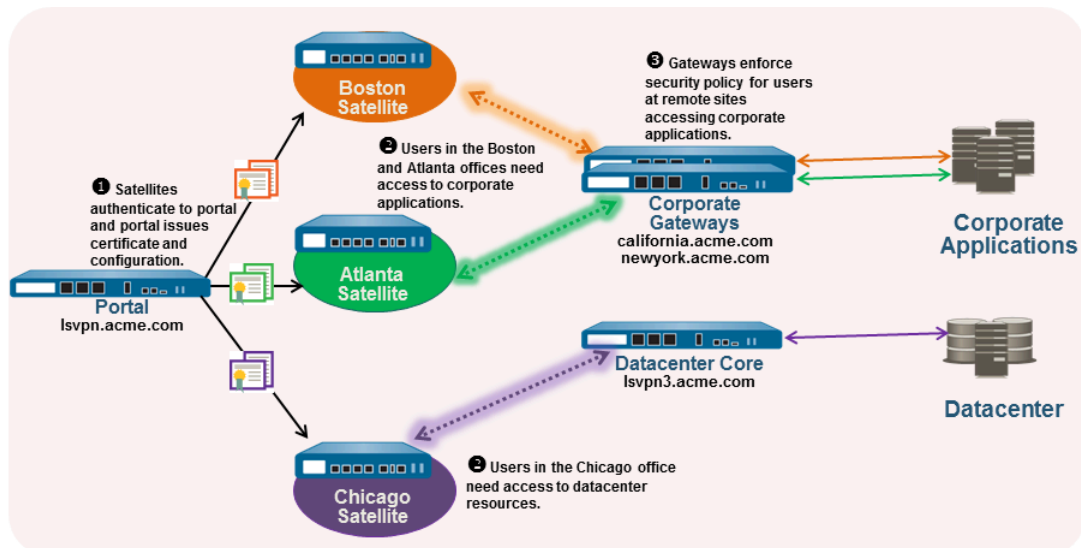 Boston
Satellite
❸ Gateways enforce
security policy for users
at remote sites
accessing corporate
applications.
❷ Users in the Boston
and Atlanta offices need
access to corporate
applications.
❶ Satellites
authenticate to portal
and portal issues
certificate and
configuration.
Corporate
Gateways
california.acme.com
newyork.acme.com
Corporate
Applications
Atlanta
Satellite
Portal
lsvpn.acme.com
Datacenter Core
lsvpn3.acme.com
Datacenter
❷ Users in the Chicago office
need access to datacenter
resources.
Chicago
Satellite